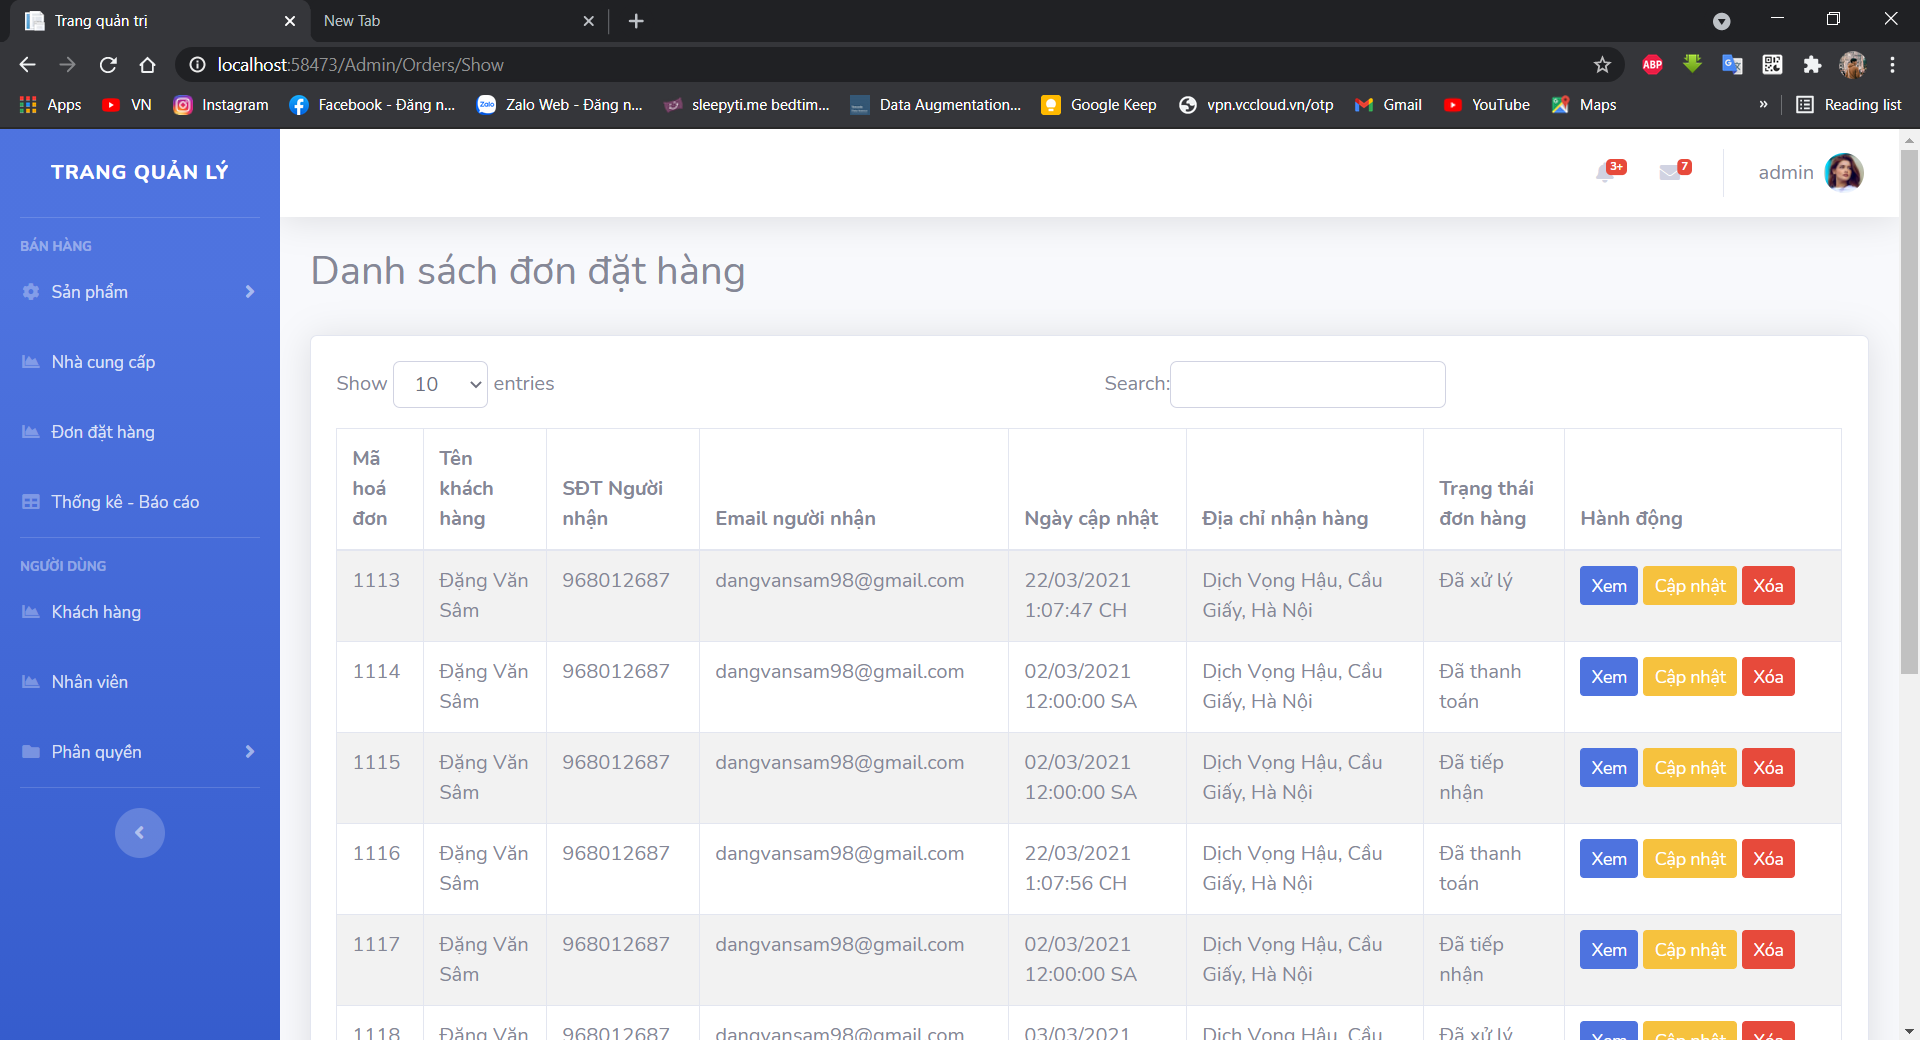 Trang quản trị
New Tab
localhost:58473/Admin/Orders/Show
ABP
Apps
VN
Instagram
Facebook - Đăng n...
Zalo Web - Đăng n...
sleepyti.me bedtim...
Data Augmentation...
Google Keep
vpn.vccloud.vn/otp
Gmail
YouTube
Maps
»
Reading list
TRANG QUẢN LÝ
BÁN HÀNG
Sản phẩm
Nhà cung cấp
Đơn đặt hàng
Thống kê - Báo cáo
NGƯỜI DÙNG
Khách hàng
Nhân viên
Phân quyền
3+
7
admin
Danh sách đơn đặt hàng
Show 10 entries
Search:
Mã
hoá
đơn
Tên
khách
hàng
SĐT Người
nhận
Email người nhận
Ngày cập nhật
Địa chỉ nhận hàng
Trạng thái
đơn hàng
Hành động
1113
Đặng Văn
Sâm
968012687
dangvansam98@gmail.com
22/03/2021
1:07:47 CH
Dịch Vọng Hậu, Cầu
Giấy, Hà Nội
Đã xử lý
Xem
Cập nhật
Xóa
1114
Đặng Văn
Sâm
968012687
dangvansam98@gmail.com
02/03/2021
12:00:00 SA
Dịch Vọng Hậu, Cầu
Giấy, Hà Nội
Đã thanh
toán
Xem
Cập nhật
Xóa
1115
Đặng Văn
Sâm
968012687
dangvansam98@gmail.com
02/03/2021
12:00:00 SA
Dịch Vọng Hậu, Cầu
Giấy, Hà Nội
Đã tiếp
nhận
Xem
Cập nhật
Xóa
1116
Đặng Văn
Sâm
968012687
dangvansam98@gmail.com
22/03/2021
1:07:56 CH
Dịch Vọng Hậu, Cầu
Giấy, Hà Nội
Đã thanh
toán
Xem
Cập nhật
Xóa
1117
Đặng Văn
Sâm
968012687
dangvansam98@gmail.com
02/03/2021
12:00:00 SA
Dịch Vọng Hậu, Cầu
Giấy, Hà Nội
Đã tiếp
nhận
Xem
Cập nhật
Xóa
1118
Đặng Văn
968012687
dangvansam98@gmail.com
03/03/2021
Dịch Vọng Hậu, Cầu
Đã xử lý
Xem
Cập nhật
Xóa